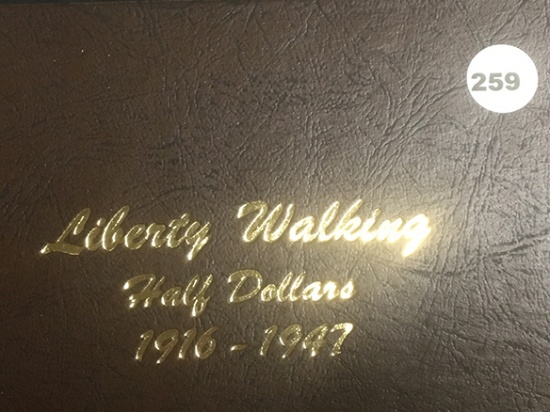 259
Liberty Walking
Half Dollars
1916 - 1947